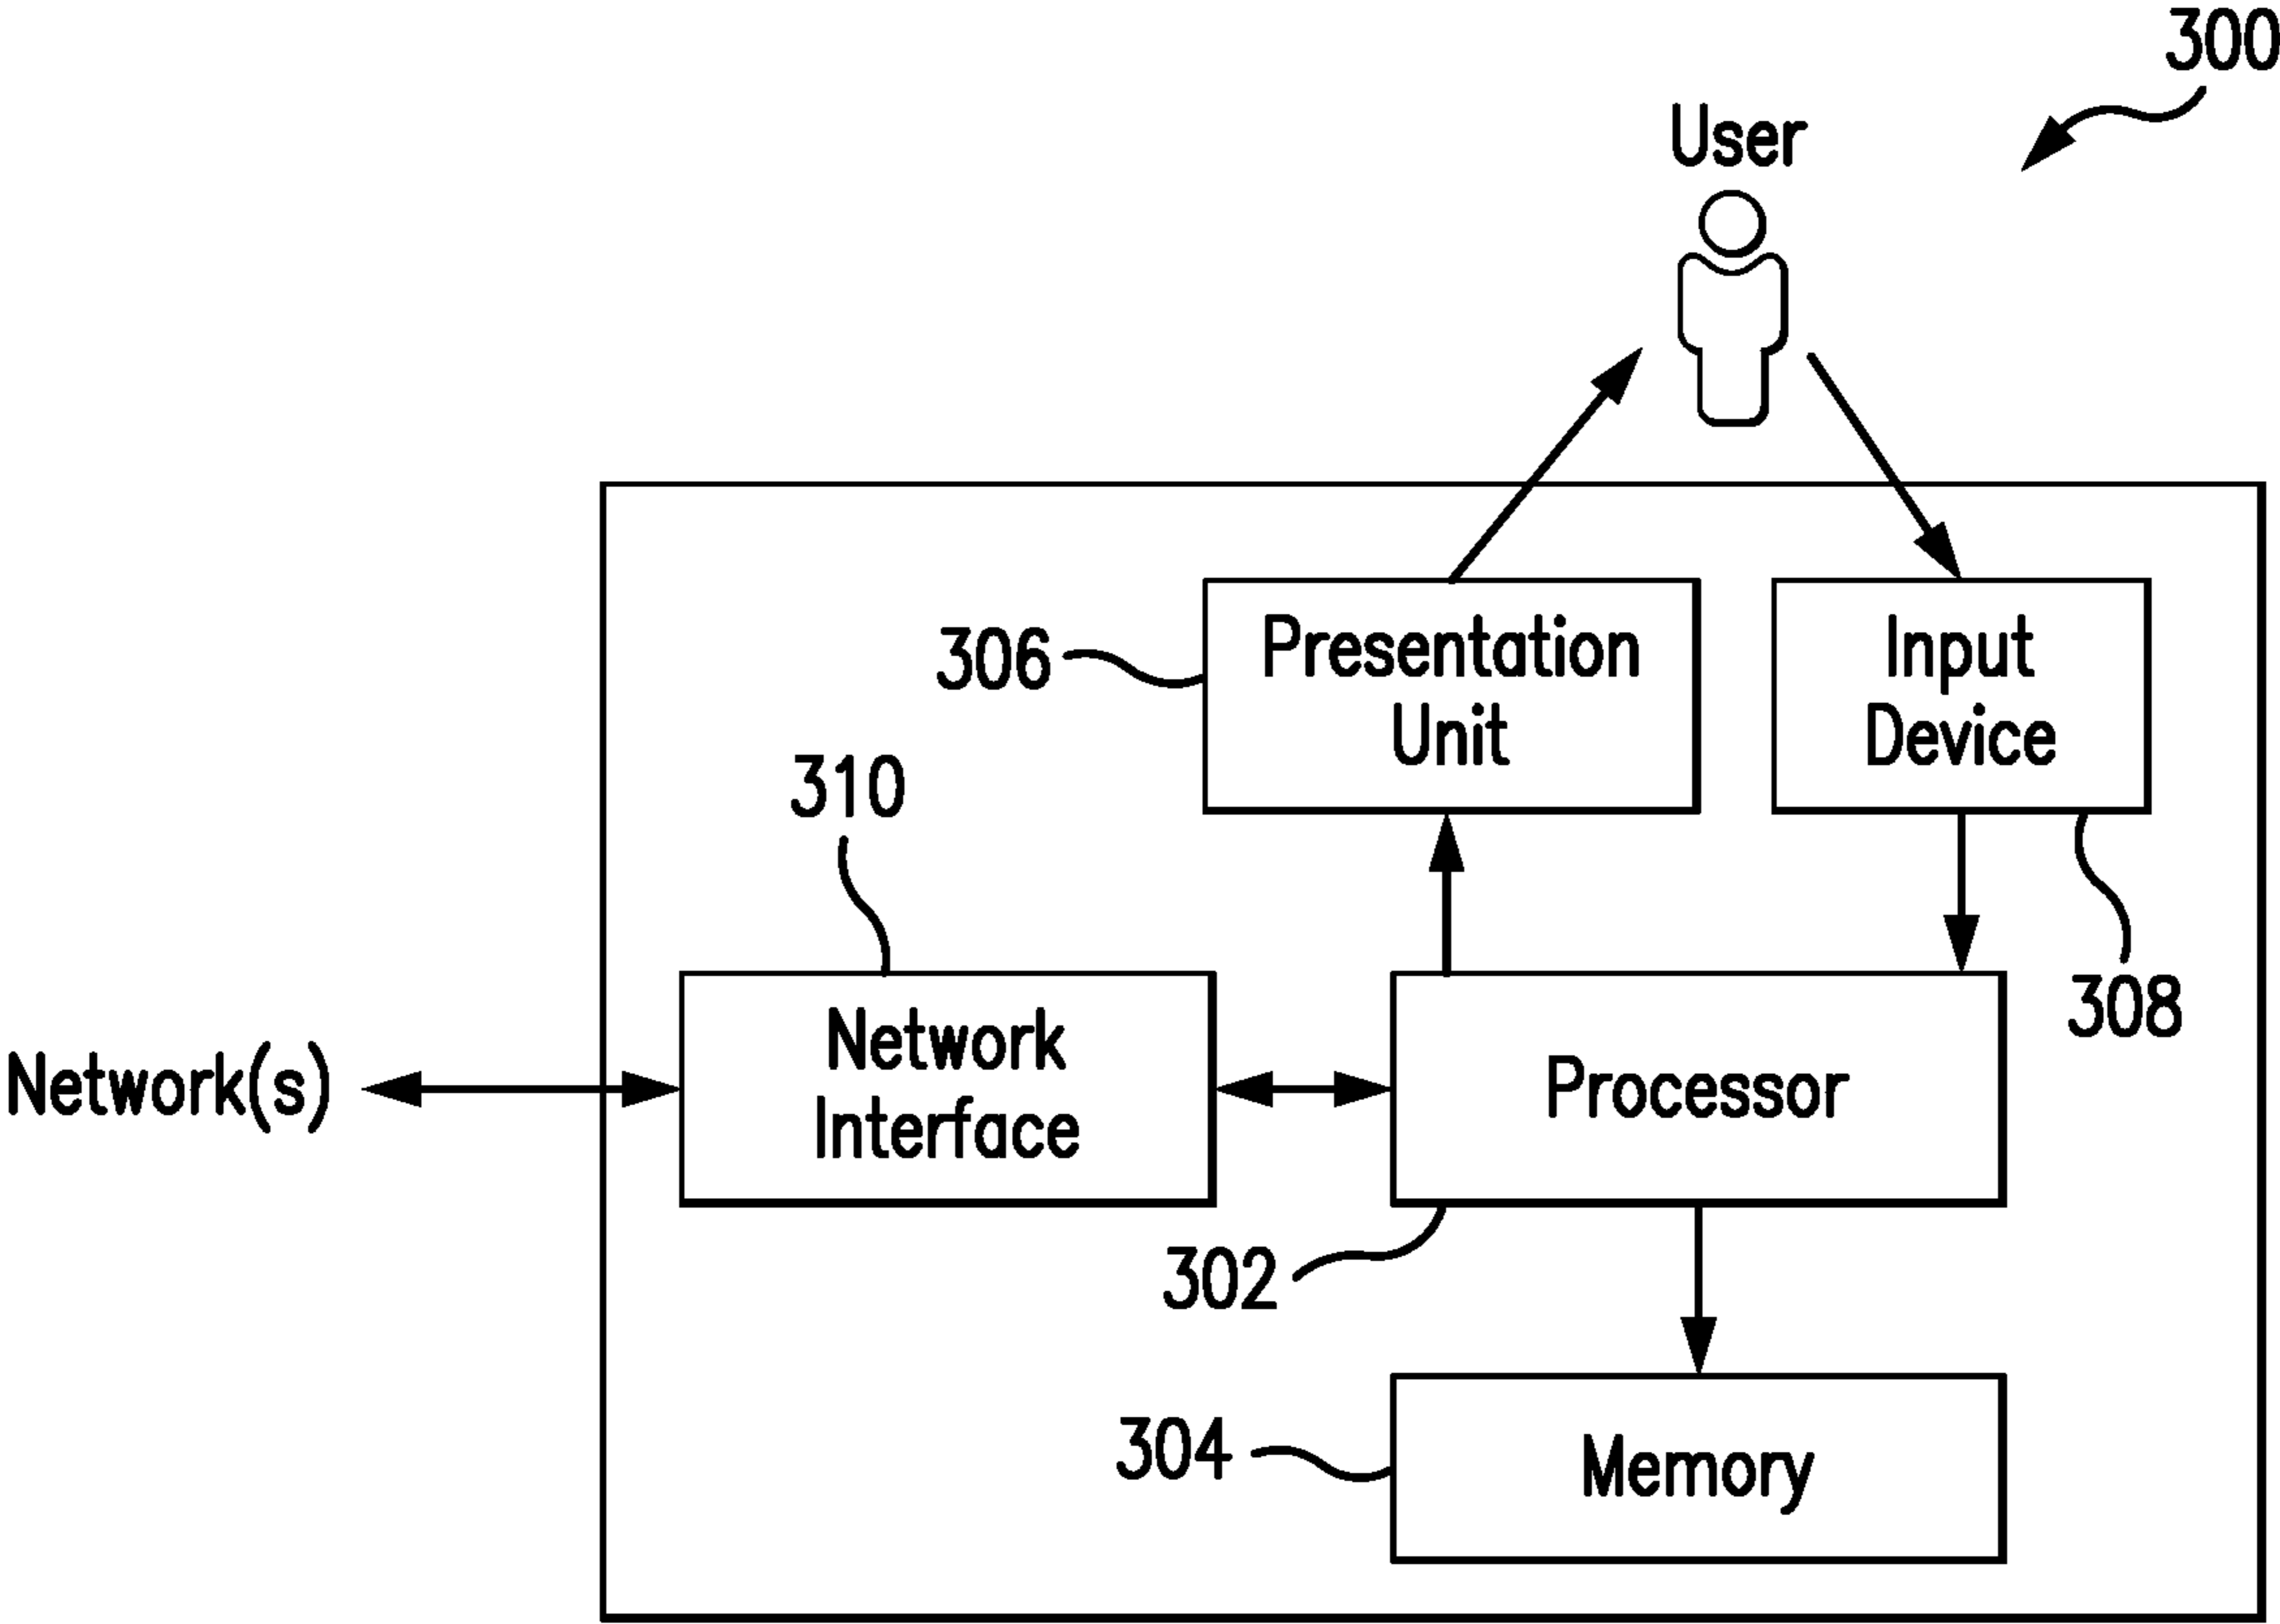 300
User
306
Presentation
Unit
Input
Device
310
308
Network
Interface
Processor
Network(s)
302
304
Memory